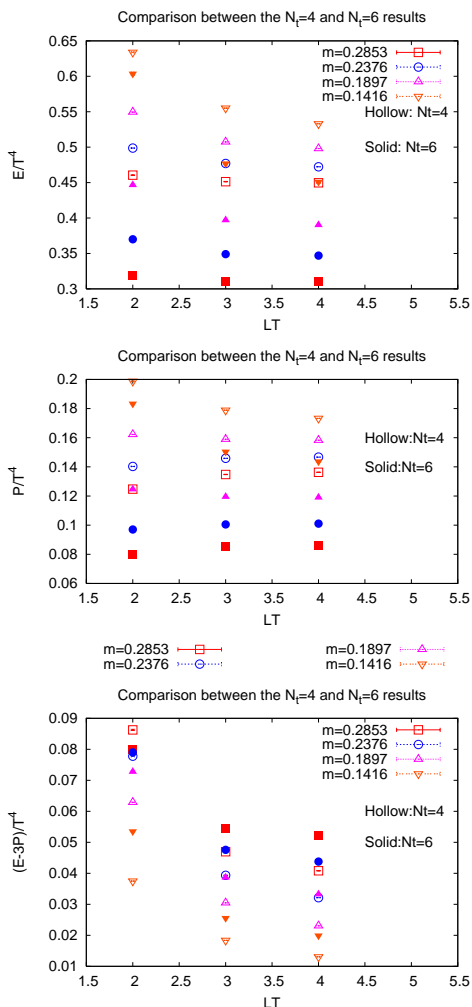 Comparison between the Nt=4 and Nt=6 results
0.65
0.6
0.55
0.5
0.45
0.4
0.35
0.3
E/T^4
m=0.2853
m=0.2376
m=0.1897
m=0.1416
Hollow: Nt=4
Solid: Nt=6
1.5 2 2.5 3 3.5 4 4.5 5 5.5
LT
Comparison between the Nt=4 and Nt=6 results
0.2
0.18
0.16
0.14
0.12
0.1
0.08
0.06
P/T^4
Hollow:Nt=4
Solid:Nt=6
1.5 2 2.5 3 3.5 4 4.5 5 5.5
LT
m=0.2853 m=0.1897
m=0.2376 m=0.1416
Comparison between the Nt=4 and Nt=6 results
0.09
0.08
0.07
0.06
0.05
0.04
0.03
0.02
0.01
(E-3P)/T^4
m=0.2853
m=0.2376
m=0.1897
m=0.1416
Hollow:Nt=4
Solid:Nt=6
1.5 2 2.5 3 3.5 4 4.5 5 5.5
LT